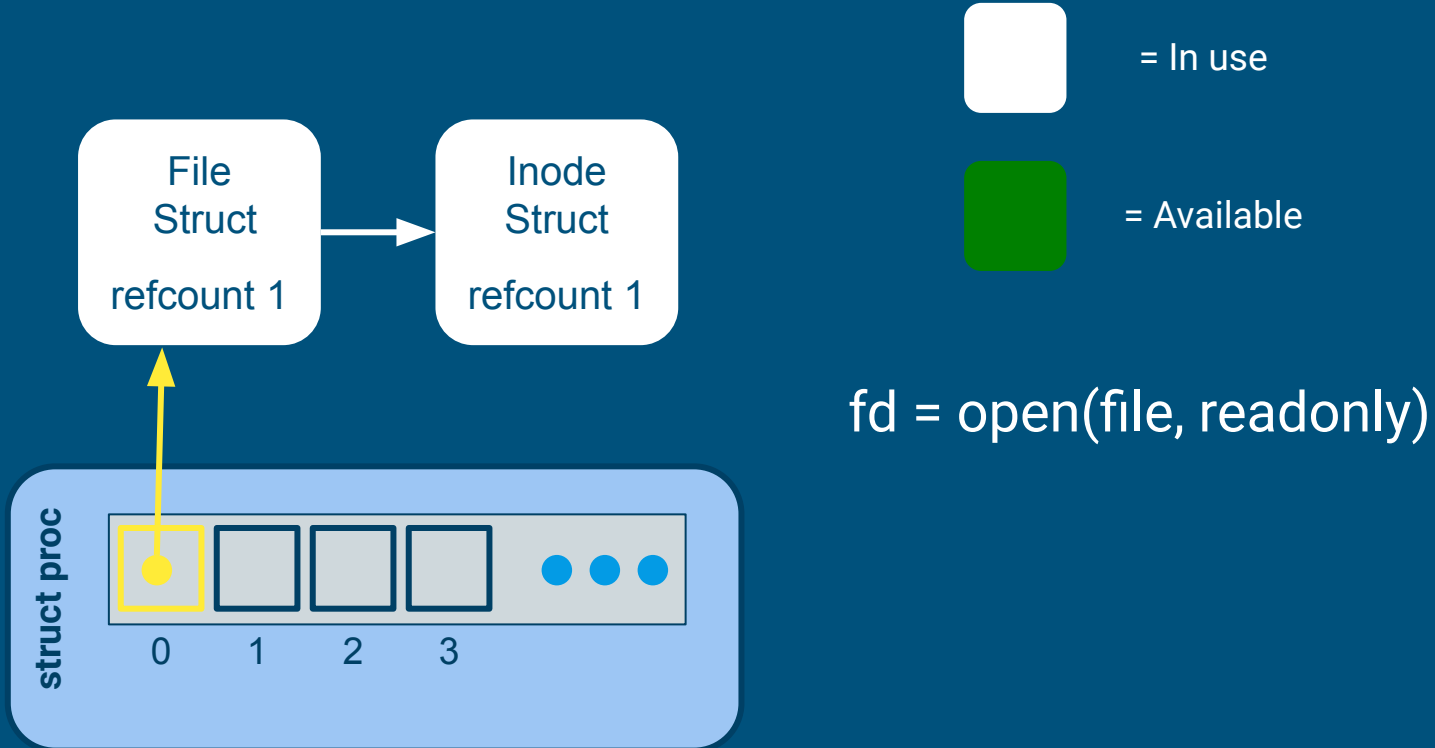 = In use
File
Struct
refcount 1
Inode
Struct
refcount 1
= Available
fd = open(file, readonly)
struct proc
0 1 2 3